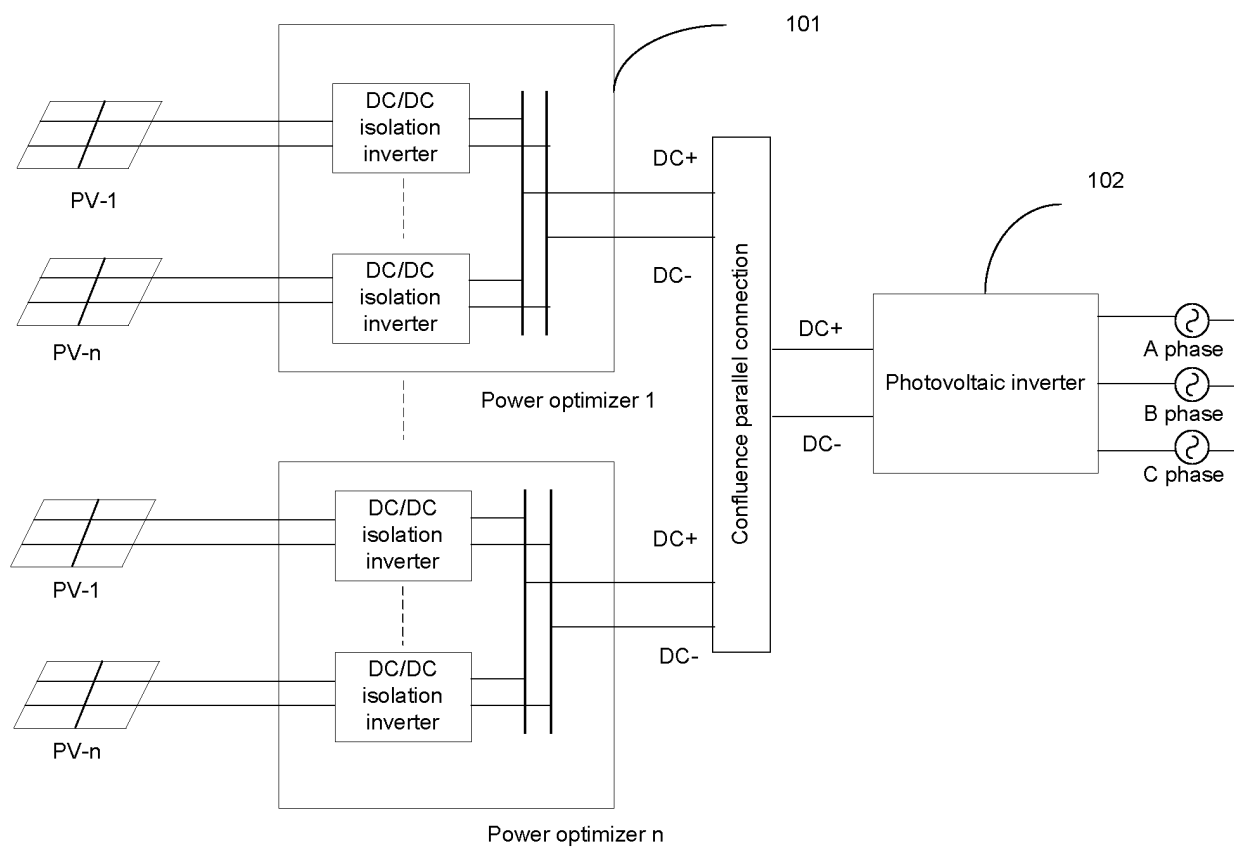 101
DC/DC
isolation
inverter
PV-1
DC+
102
DC/DC
isolation
inverter
PV-n
DC-
Confluence parallel connection
DC+
A phase
Photovoltaic inverter
B phase
Power optimizer 1
DC-
C phase
DC/DC
isolation
inverter
PV-1
DC+
DC/DC
isolation
inverter
PV-n
DC-
Power optimizer n